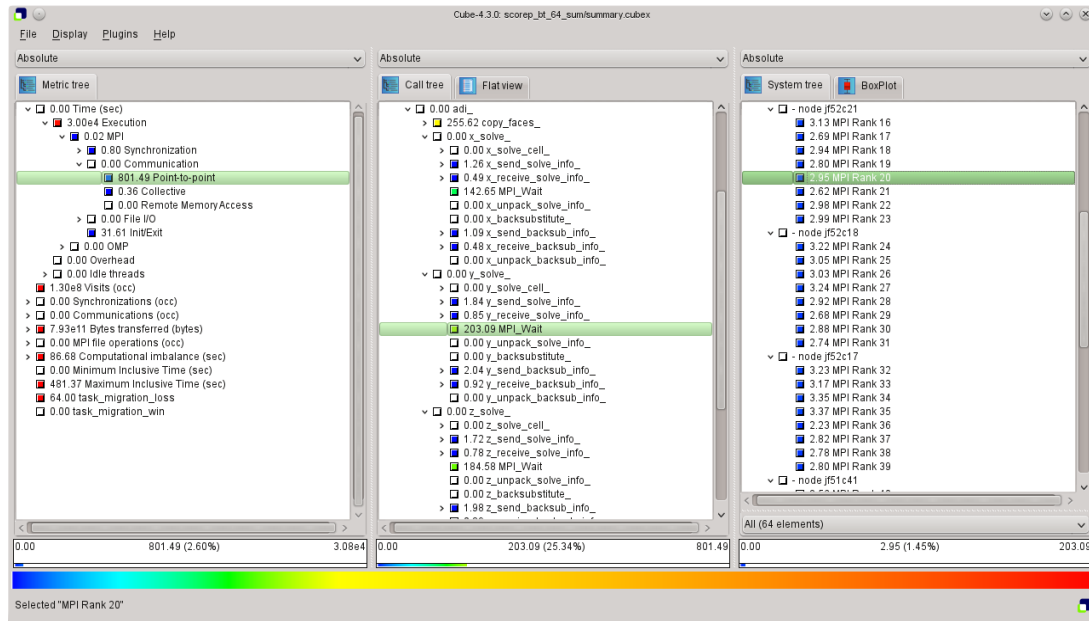 Cube-4.3.0: scorep_bt_64_sum/summary.cubex
File Display Plugins Help
Absolute
Metric tree
0.00 Time (sec)
3.00e4 Execution
0.02 MPI
0.80 Synchronization
0.00 Communication
801.49 Point-to-point
0.36 Collective
0.00 Remote Memory Access
0.00 File I/O
31.61 Init/Exit
0.00 OMP
0.00 Overhead
0.00 Idle threads
1.30e8 Visits (occ)
0.00 Synchronizations (occ)
0.00 Communications (occ)
7.93e11 Bytes transferred (bytes)
0.00 MPI file operations (occ)
86.68 Computational imbalance (sec)
0.00 Minimum Inclusive Time (sec)
481.37 Maximum Inclusive Time (sec)
64.00 task_migration_loss
0.00 task_migration_win
0.00 801.49 (2.60%) 3.08e4
Absolute
Call tree Flat view
0.00 adi_
255.62 copy_faces_
0.00 x_solve_
0.00 x_solve_cell_
1.26 x_send_solve_info_
0.49 x_receive_solve_info_
142.65 MPI_Wait
0.00 x_unpack_solve_info_
0.00 x_backsubstitute_
1.09 x_send_backsub_info_
0.48 x_receive_backsub_info_
0.00 x_unpack_backsub_info_
0.00 y_solve_
0.00 y_solve_cell_
1.84 y_send_solve_info_
0.85 y_receive_solve_info_
203.09 MPI_Wait
0.00 y_unpack_solve_info_
0.00 y_backsubstitute_
2.04 y_send_backsub_info_
0.92 y_receive_backsub_info_
0.00 y_unpack_backsub_info_
0.00 z_solve_
0.00 z_solve_cell_
1.72 z_send_solve_info_
0.78 z_receive_solve_info_
184.58 MPI_Wait
0.00 z_unpack_solve_info_
0.00 z_backsubstitute_
1.98 z_send_backsub_info_
0.00 203.09 (25.34%) 801.49
Absolute
System tree BoxPlot
- node jf52c21
3.13 MPI Rank 16
2.69 MPI Rank 17
2.94 MPI Rank 18
2.80 MPI Rank 19
2.95 MPI Rank 20
2.62 MPI Rank 21
2.98 MPI Rank 22
2.99 MPI Rank 23
- node jf52c18
3.22 MPI Rank 24
3.05 MPI Rank 25
3.03 MPI Rank 26
3.24 MPI Rank 27
2.92 MPI Rank 28
2.68 MPI Rank 29
2.88 MPI Rank 30
2.74 MPI Rank 31
- node jf52c17
3.23 MPI Rank 32
3.17 MPI Rank 33
3.35 MPI Rank 34
3.37 MPI Rank 35
2.23 MPI Rank 36
2.82 MPI Rank 37
2.78 MPI Rank 38
2.80 MPI Rank 39
- node jf51c41
All (64 elements)
0.00 2.95 (1.45%) 203.09
Selected "MPI Rank 20"